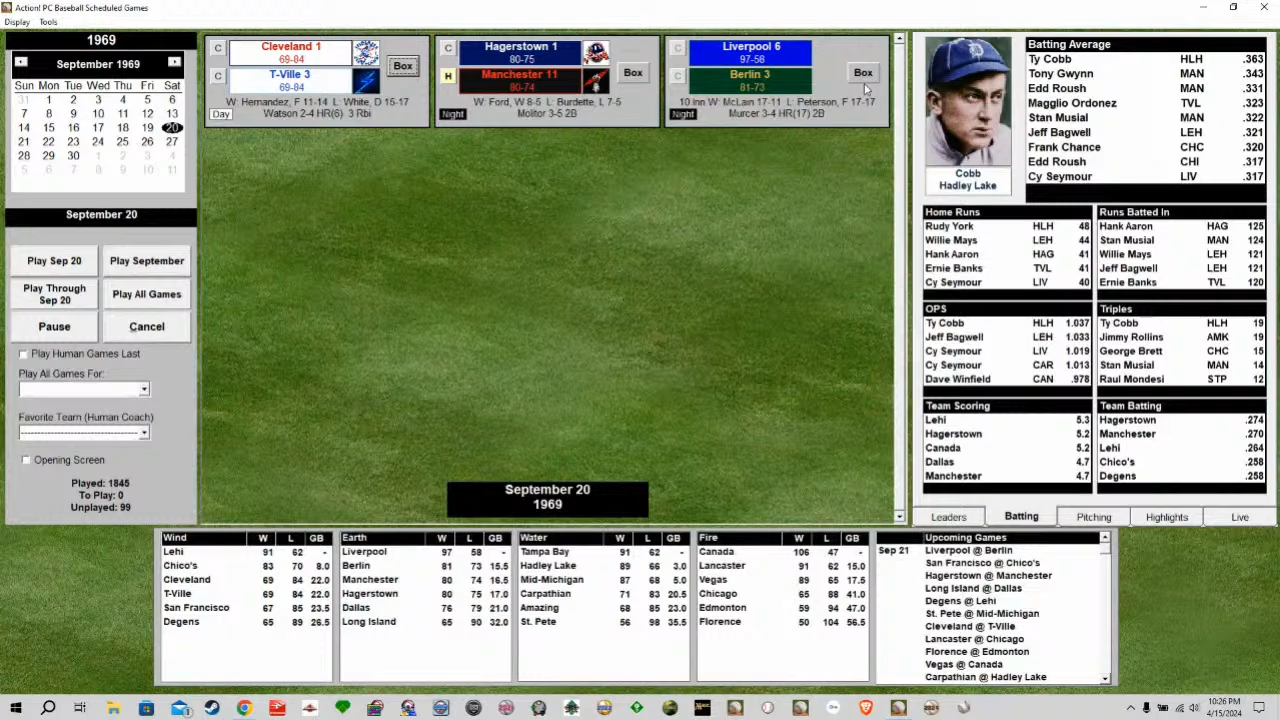 Action! PC Baseball Scheduled Games
Display Tools
1969
September 1969
Sun Mon Tue Wed Thu Fri Sat
31 1 2 3 4 5 6
7 8 9 10 11 12 13
14 15 16 17 18 19 20
21 22 23 24 25 26 27
28 29 30 1 2 3 4
5 6 7 8 9 10 11
September 20
Play Sep 20 Play September
Play Through Sep 20 Play All Games
Pause Cancel
Play Human Games Last
Play All Games For:
Favorite Team (Human Coach)
Opening Screen
Played: 1845
To Play: 0
Unplayed: 99
C Cleveland 1
69-84
C T-Ville 3
69-84
Box
W: Hernandez, F 11-14 L: White, D 15-17
Day Watson 2-4 HR(6) 3 Rbi
C Hagerstown 1
80-75
H Manchester 11
80-74
Box
W: Ford, W 8-5 L: Burdette, L 7-5
Night Molitor 3-5 2B
C Liverpool 6
97-58
C Berlin 3
81-73
Box
10 inn W: McLain 17-11 L: Peterson, F 17-17
Night Murcer 3-4 HR(17) 2B
September 20
1969
Cobb
Hadley Lake
Batting Average
Ty Cobb HLH .363
Tony Gwynn MAN .343
Edd Roush MAN .331
Magglio Ordonez TVL .323
Stan Musial MAN .322
Jeff Bagwell LEH .321
Frank Chance CHC .320
Edd Roush CHI .317
Cy Seymour LIV .317
Home Runs
Rudy York HLH 48
Willie Mays LEH 44
Hank Aaron HAG 41
Ernie Banks TVL 41
Cy Seymour LIV 40
Runs Batted In
Hank Aaron HAG 125
Stan Musial MAN 124
Willie Mays LEH 121
Jeff Bagwell LEH 121
Ernie Banks TVL 120
OPS
Ty Cobb HLH 1.037
Jeff Bagwell LEH 1.033
Cy Seymour LIV 1.019
Cy Seymour CAR 1.013
Dave Winfield CAN .978
Triples
Ty Cobb HLH 19
Jimmy Rollins AMK 19
George Brett CHC 15
Stan Musial MAN 14
Raul Mondesi STP 12
Team Scoring
Lehi 5.3
Hagerstown 5.2
Canada 5.2
Dallas 4.7
Manchester 4.7
Team Batting
Hagerstown .274
Manchester .270
Lehi .264
Chico's .258
Degens .258
Leaders Batting Pitching Highlights Live
Wind W L GB
Lehi 91 62 -
Chico's 83 70 8.0
Cleveland 69 84 22.0
T-Ville 69 84 22.0
San Francisco 67 85 23.5
Degens 65 89 26.5
Earth W L GB
Liverpool 97 58 -
Berlin 81 73 15.5
Manchester 80 74 16.5
Hagerstown 80 75 17.0
Dallas 76 79 21.0
Long Island 65 90 32.0
Water W L GB
Tampa Bay 91 62 -
Hadley Lake 89 66 3.0
Mid-Michigan 87 68 5.0
Carpathian 71 83 20.5
Amazing 68 85 23.0
St. Pete 56 98 35.5
Fire W L GB
Canada 106 47 -
Lancaster 91 62 15.0
Vegas 89 65 17.5
Chicago 65 88 41.0
Edmonton 59 94 47.0
Florence 50 104 56.5
Upcoming Games
Sep 21 Liverpool @ Berlin
San Francisco @ Chico's
Hagerstown @ Manchester
Long Island @ Dallas
Degens @ Lehi
St. Pete @ Mid-Michigan
Cleveland @ T-Ville
Lancaster @ Chicago
Florence @ Edmonton
Vegas @ Canada
Carpathian @ Hadley Lake
10:26 PM
4/15/2024